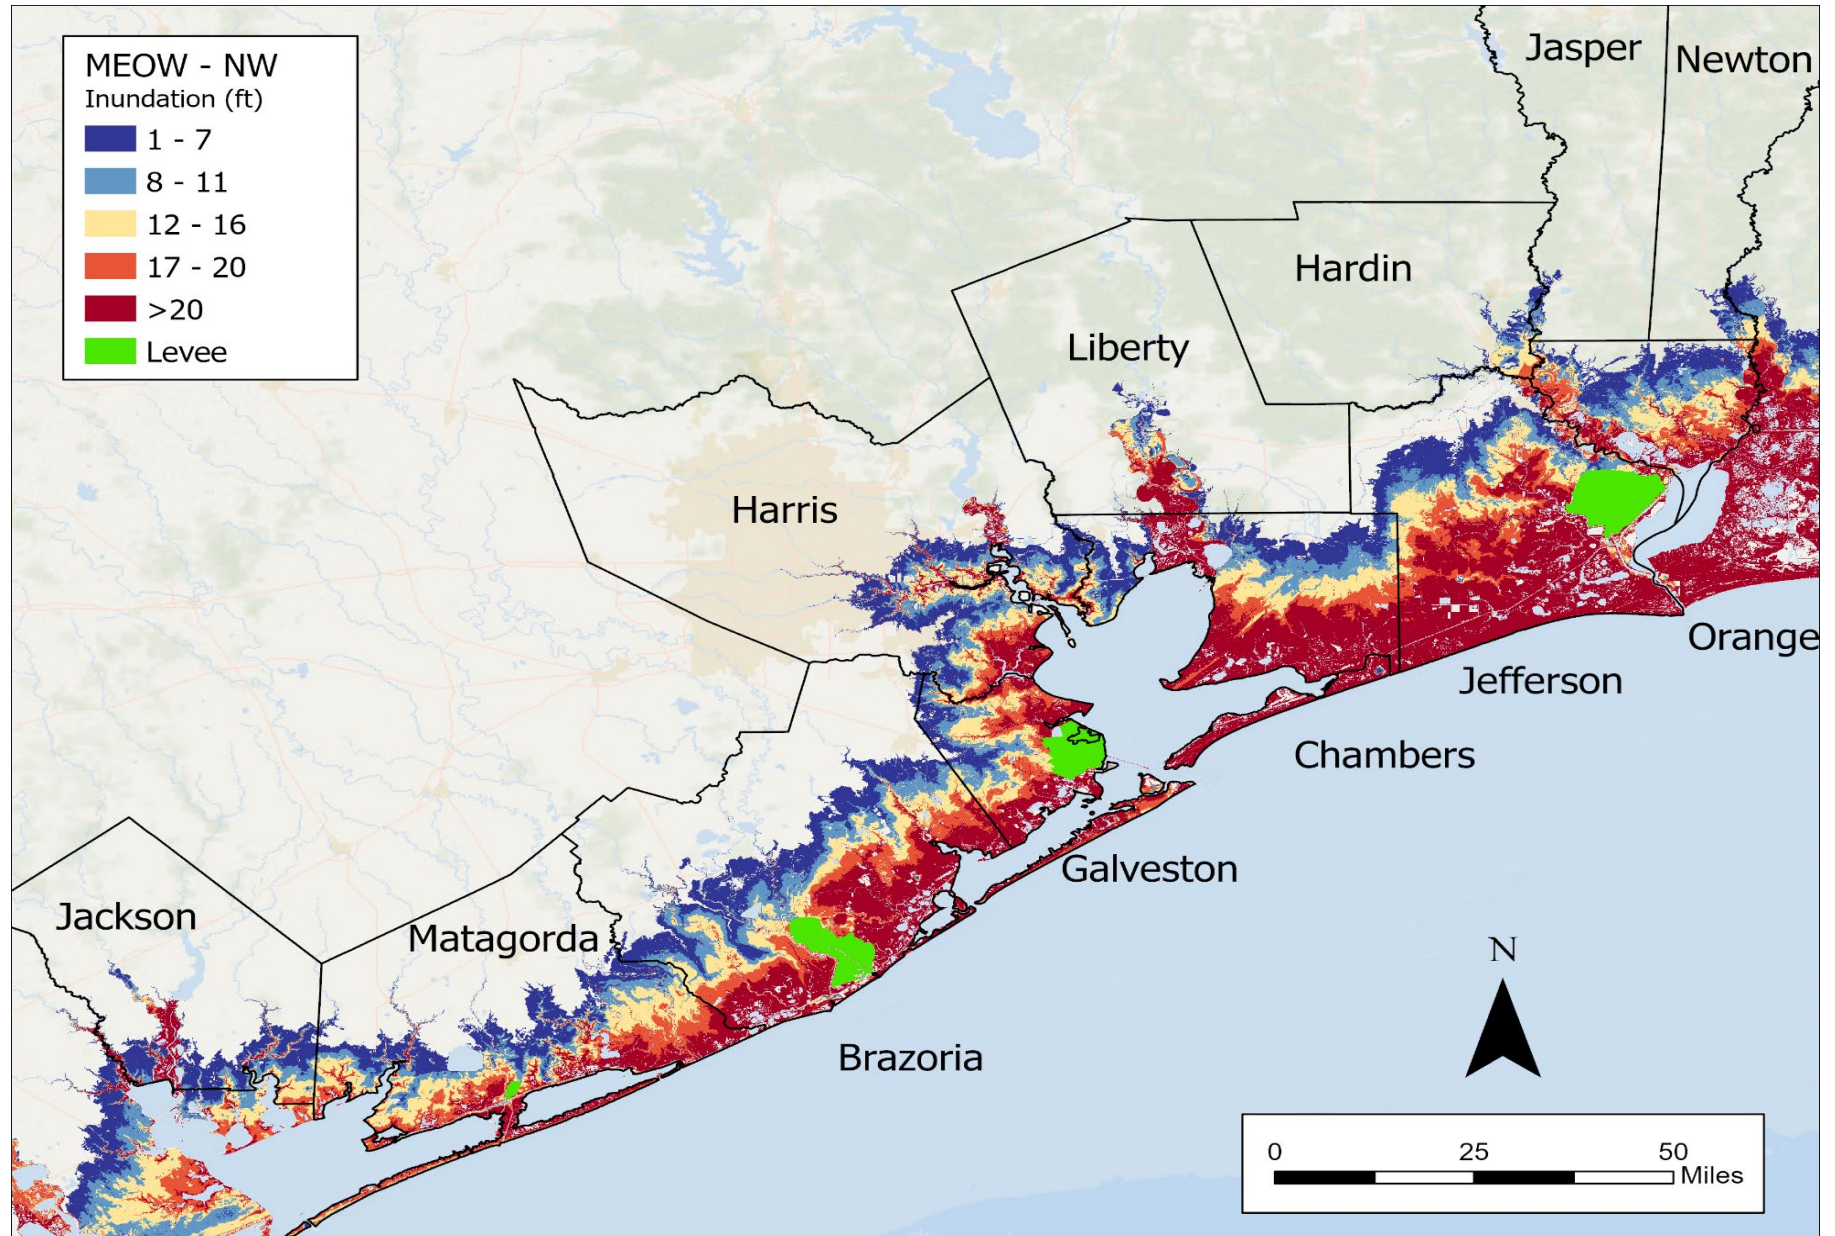 MEOW - NW
Inundation (ft)
1 - 7
8 - 11
12 - 16
17 - 20
>20
Levee
Jasper
Newton
Hardin
Liberty
Harris
Orange
Jefferson
Chambers
Galveston
Jackson
Matagorda
Brazoria
N
0 25 50
Miles